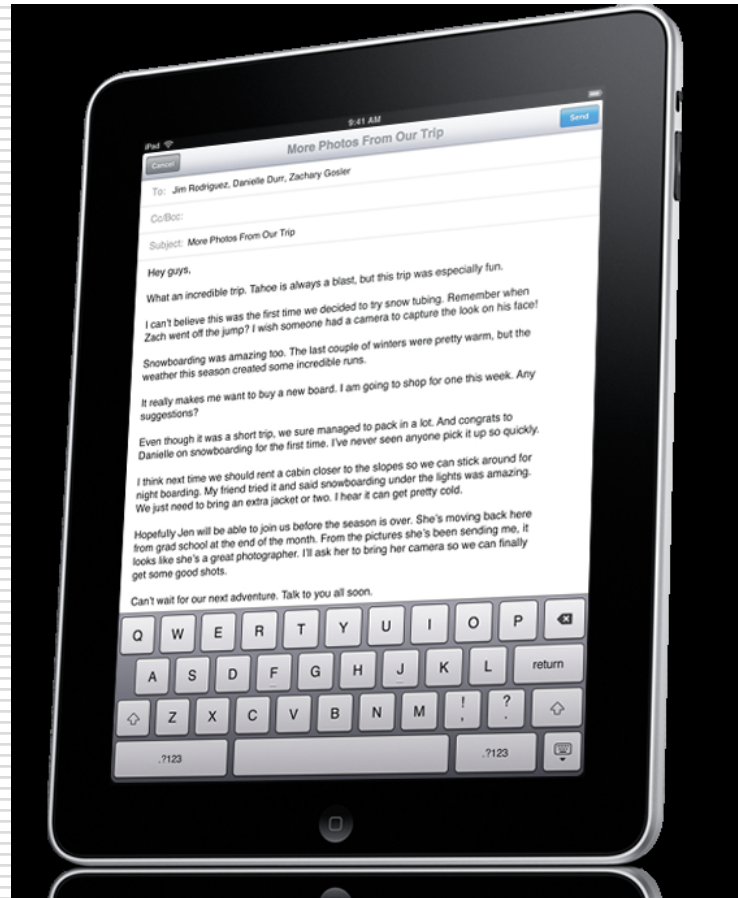 iPad
9:41 AM
Cancel
More Photos From Our Trip
Send
To: Jim Rodriguez, Danielle Durr, Zachary Gosler
Cc/Bcc:
Subject: More Photos From Our Trip
Hey guys,
What an incredible trip. Tahoe is always a blast, but this trip was especially fun.
I can't believe this was the first time we decided to try snow tubing. Remember when
Zach went off the jump? I wish someone had a camera to capture the look on his face!
Snowboarding was amazing too. The last couple of winters were pretty warm, but the
weather this season created some incredible runs.
It really makes me want to buy a new board. I am going to shop for one this week. Any
suggestions?
Even though it was a short trip, we sure managed to pack in a lot. And congrats to
Danielle on snowboarding for the first time. I've never seen anyone pick it up so quickly.
I think next time we should rent a cabin closer to the slopes so we can stick around for
night boarding. My friend tried it and said snowboarding under the lights was amazing.
We just need to bring an extra jacket or two. I hear it can get pretty cold.
Hopefully Jen will be able to join us before the season is over. She's moving back here
from grad school at the end of the month. From the pictures she's been sending me, it
looks like she's a great photographer. I'll ask her to bring her camera so we can finally
get some good shots.
Can't wait for our next adventure. Talk to you all soon.
Q W E R T Y U I O P
A S D F G H J K L return
Z X C V B N M ! , ? .
.?123 .?123